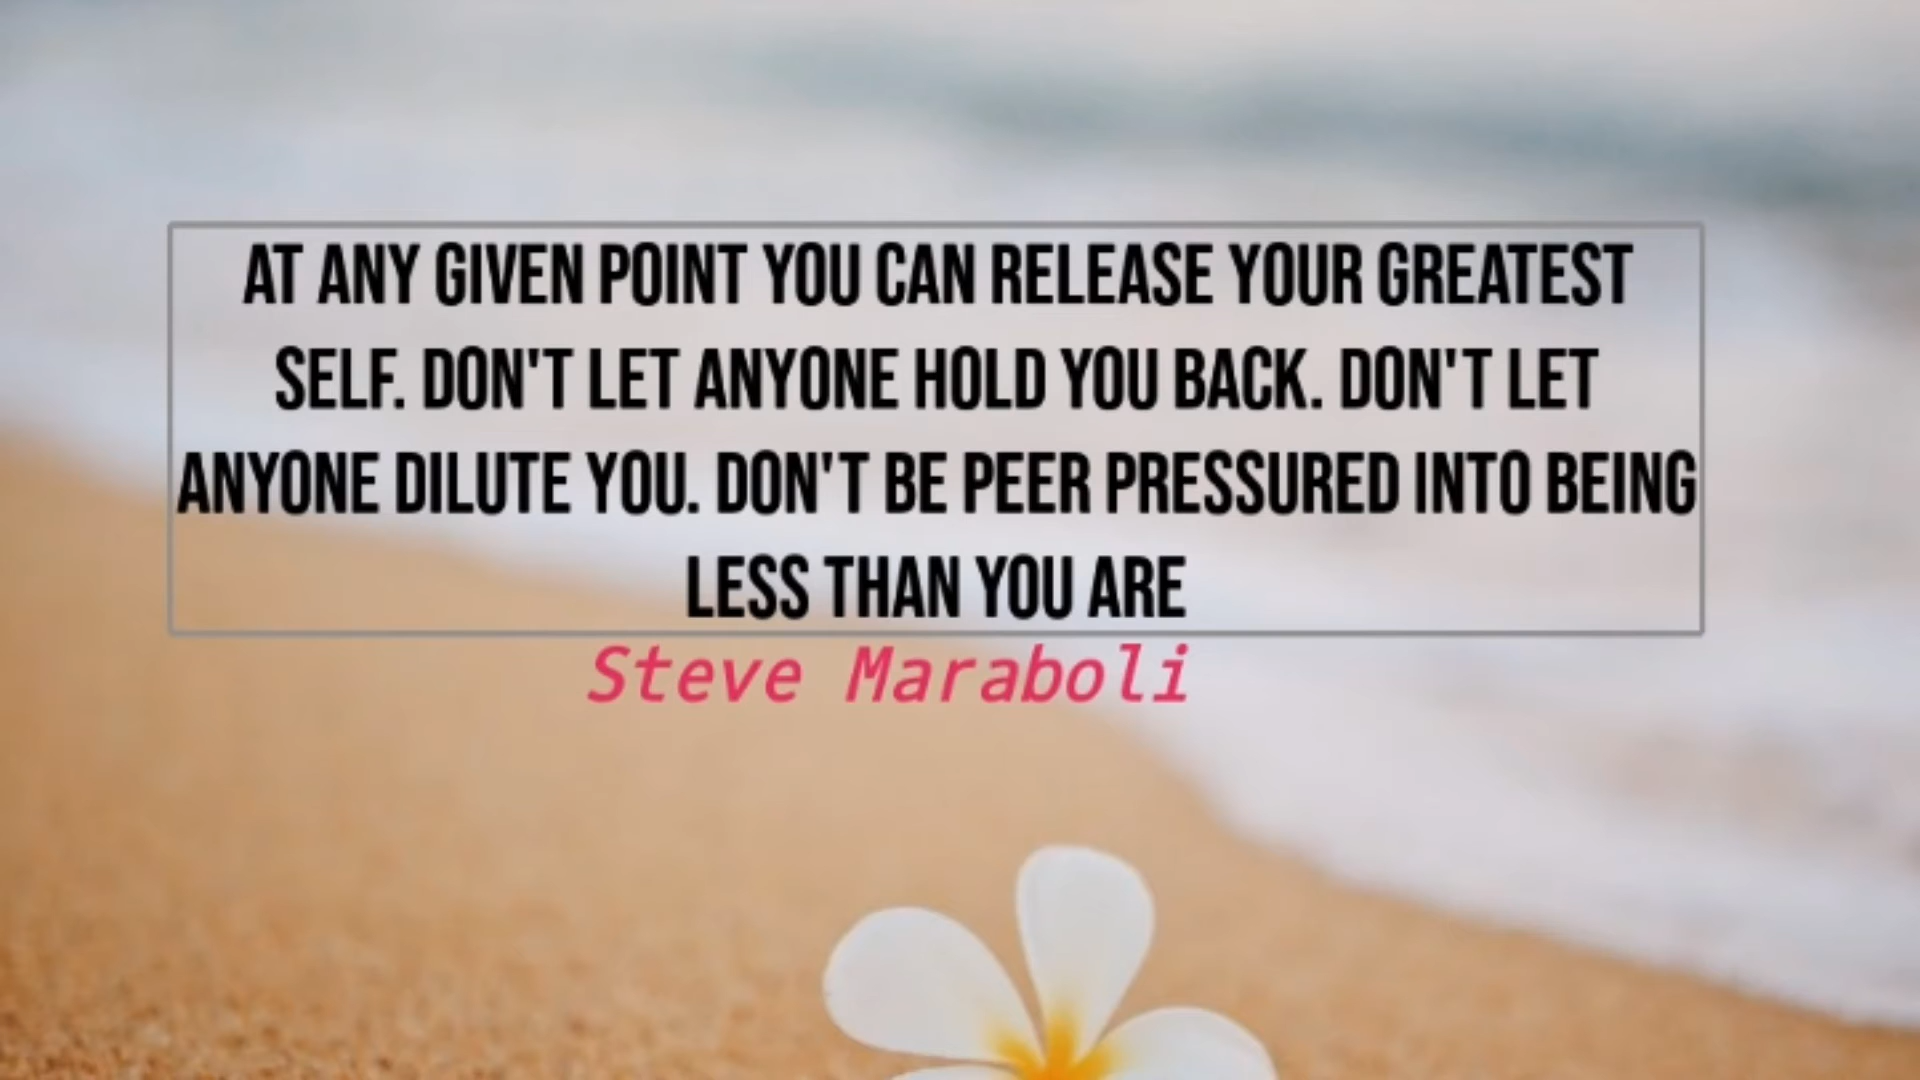 AT ANY GIVEN POINT YOU CAN RELEASE YOUR GREATEST
SELF. DON'T LET ANYONE HOLD YOU BACK. DON'T LET
ANYONE DILUTE YOU. DON'T BE PEER PRESSURED INTO BEING
LESS THAN YOU ARE
Steve Maraboli